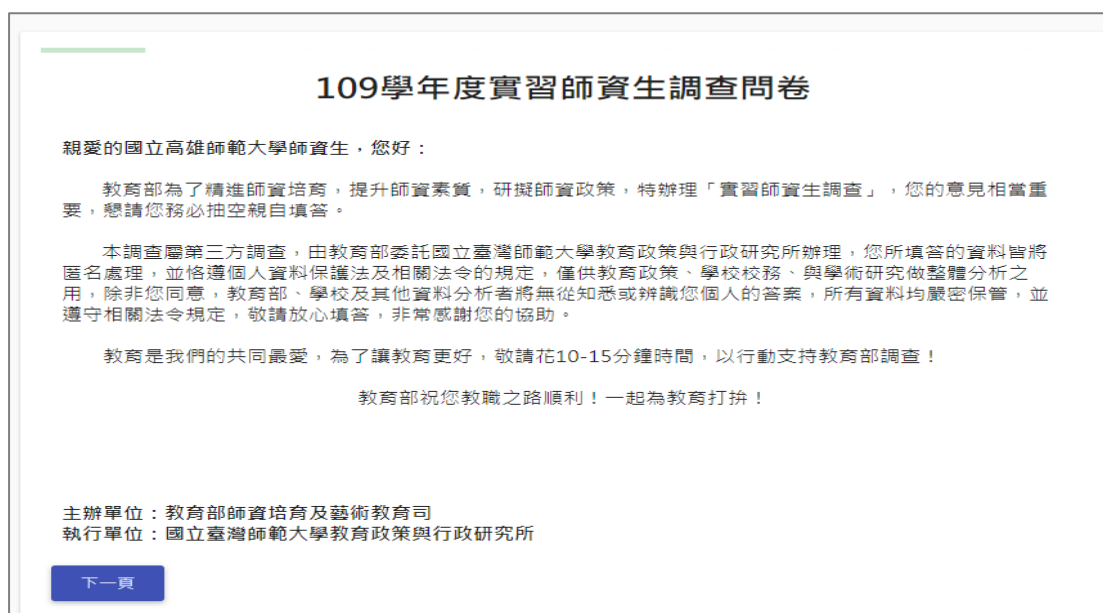 109學年度實習師資生調查問卷
親愛的國立高雄師範大學師資生，您好：
教育部為了精進師資培育，提升師資素質，研擬師資政策，特辦理「實習師資生調查」，您的意見相當重
要，懇請您務必抽空親自填答。
本調查屬第三方調查，由教育部委託國立臺灣師範大學教育政策與行政研究所辦理，您所填答的資料皆將
匿名處理，並恪遵個人資料保護法及相關法令的規定，僅供教育政策、學校校務、與學術研究做整體分析之
用，除非您同意，教育部、學校及其他資料分析者將無從知悉或辨識您個人的答案，所有資料均嚴密保管，並
遵守相關法令規定，敬請放心填答，非常感謝您的協助。
教育是我們的共同最愛，為了讓教育更好，敬請花10-15分鐘時間，以行動支持教育部調查！
教育部祝您教職之路順利！一起為教育打拚！
主辦單位：教育部師資培育及藝術教育司
執行單位：國立臺灣師範大學教育政策與行政研究所
下一頁